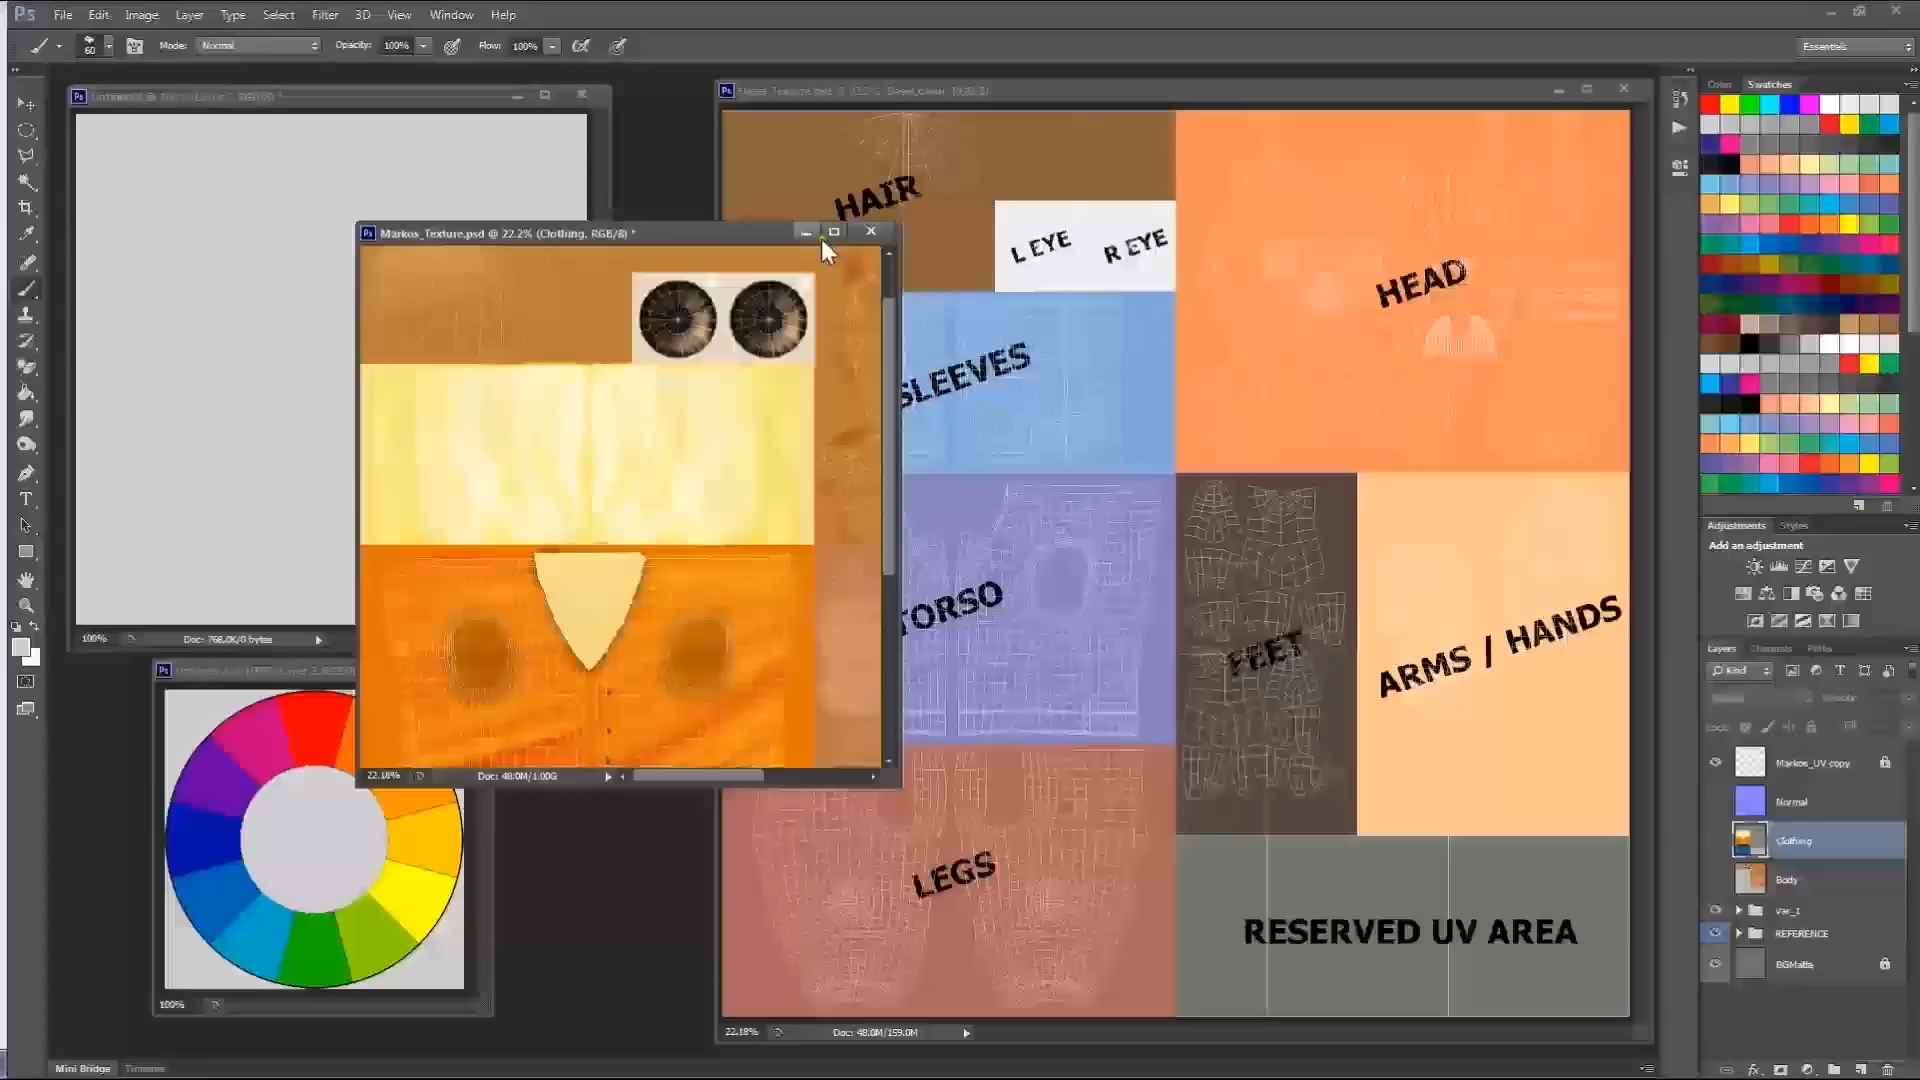 Ps File Edit Image Layer Type Select Filter 3D View Window Help
60 Mode: Normal Opacity: 100% Flow: 100% Essentials
Color Swatches
HAIR
L EYE R EYE
HEAD
Markos_Texture.psd @ 22.2% (Clothing, RGB/8) *
SLEEVES
TORSO
FEET
ARMS / HANDS
LEGS
RESERVED UV AREA
100% Doc: 768.0K/0 bytes
22.18% Doc: 48.0M/1.00G
100%
22.18% Doc: 48.0M/159.0M
Adjustments Styles
Add an adjustment
Layers Channels Paths
Kind
Lock: Fill
Markos_UV copy
Normal
Clothing
Body
Var_1
REFERENCE
BGMatte
Mini Bridge Timeline